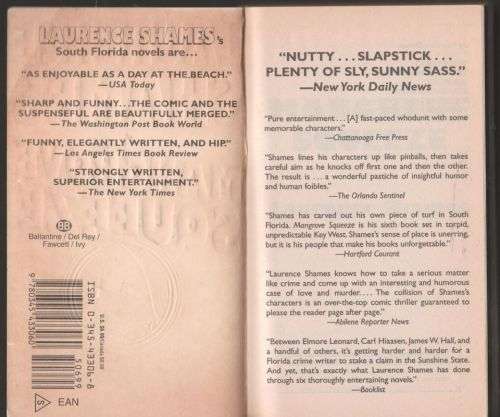 LAURENCE SHAMES's
South Florida novels are...
"AS ENJOYABLE AS A DAY AT THE BEACH."
—USA Today
"SHARP AND FUNNY...THE COMIC AND THE
SUSPENSEFUL ARE BEAUTIFULLY MERGED."
—The Washington Post Book World
"FUNNY, ELEGANTLY WRITTEN, AND HIP."
—Los Angeles Times Book Review
"STRONGLY WRITTEN,
SUPERIOR ENTERTAINMENT."
—The New York Times
BB
Ballantine / Del Rey /
Fawcett / Ivy
ISBN 0-345-43306-8
50699
9 780345 433060
S
EAN
"NUTTY . . . SLAPSTICK . . .
PLENTY OF SLY, SUNNY SASS."
—New York Daily News
"Pure entertainment . . . [A] fast-paced whodunit with some
memorable characters."
—Chattanooga Free Press
"Shames lines his characters up like pinballs, then takes
careful aim as he knocks off first one and then the other.
The result is . . . a wonderful pastiche of insightful humor
and human foibles."
—The Orlando Sentinel
"Shames has carved out his own piece of turf in South
Florida. Mangrove Squeeze is his sixth book set in torpid,
unpredictable Key West. Shames's sense of place is unerring,
but it is his people that make his books unforgettable."
—Hartford Courant
"Laurence Shames knows how to take a serious matter
like crime and come up with an interesting and humorous
case of love and murder. . . . The collision of Shames's
characters is an over-the-top comic thriller guaranteed to
please the reader page after page."
—Abilene Reporter News
"Between Elmore Leonard, Carl Hiaasen, James W. Hall, and
a handful of others, it's getting harder and harder for a
Florida crime writer to stake a claim in the Sunshine State.
And yet, that's exactly what Laurence Shames has done
through six thoroughly entertaining novels."
—Booklist